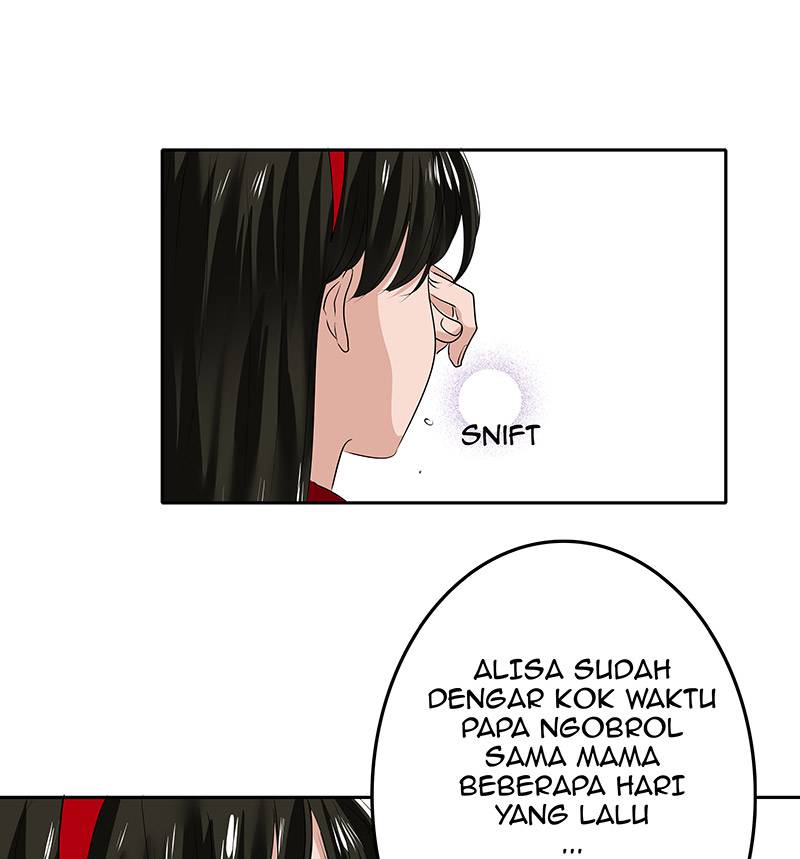 SNIFT
ALISA SUDAH
DENGAR KOK WAKTU
PAPA NGOBROL
SAMA MAMA
BEBERAPA HARI
YANG LALU
...